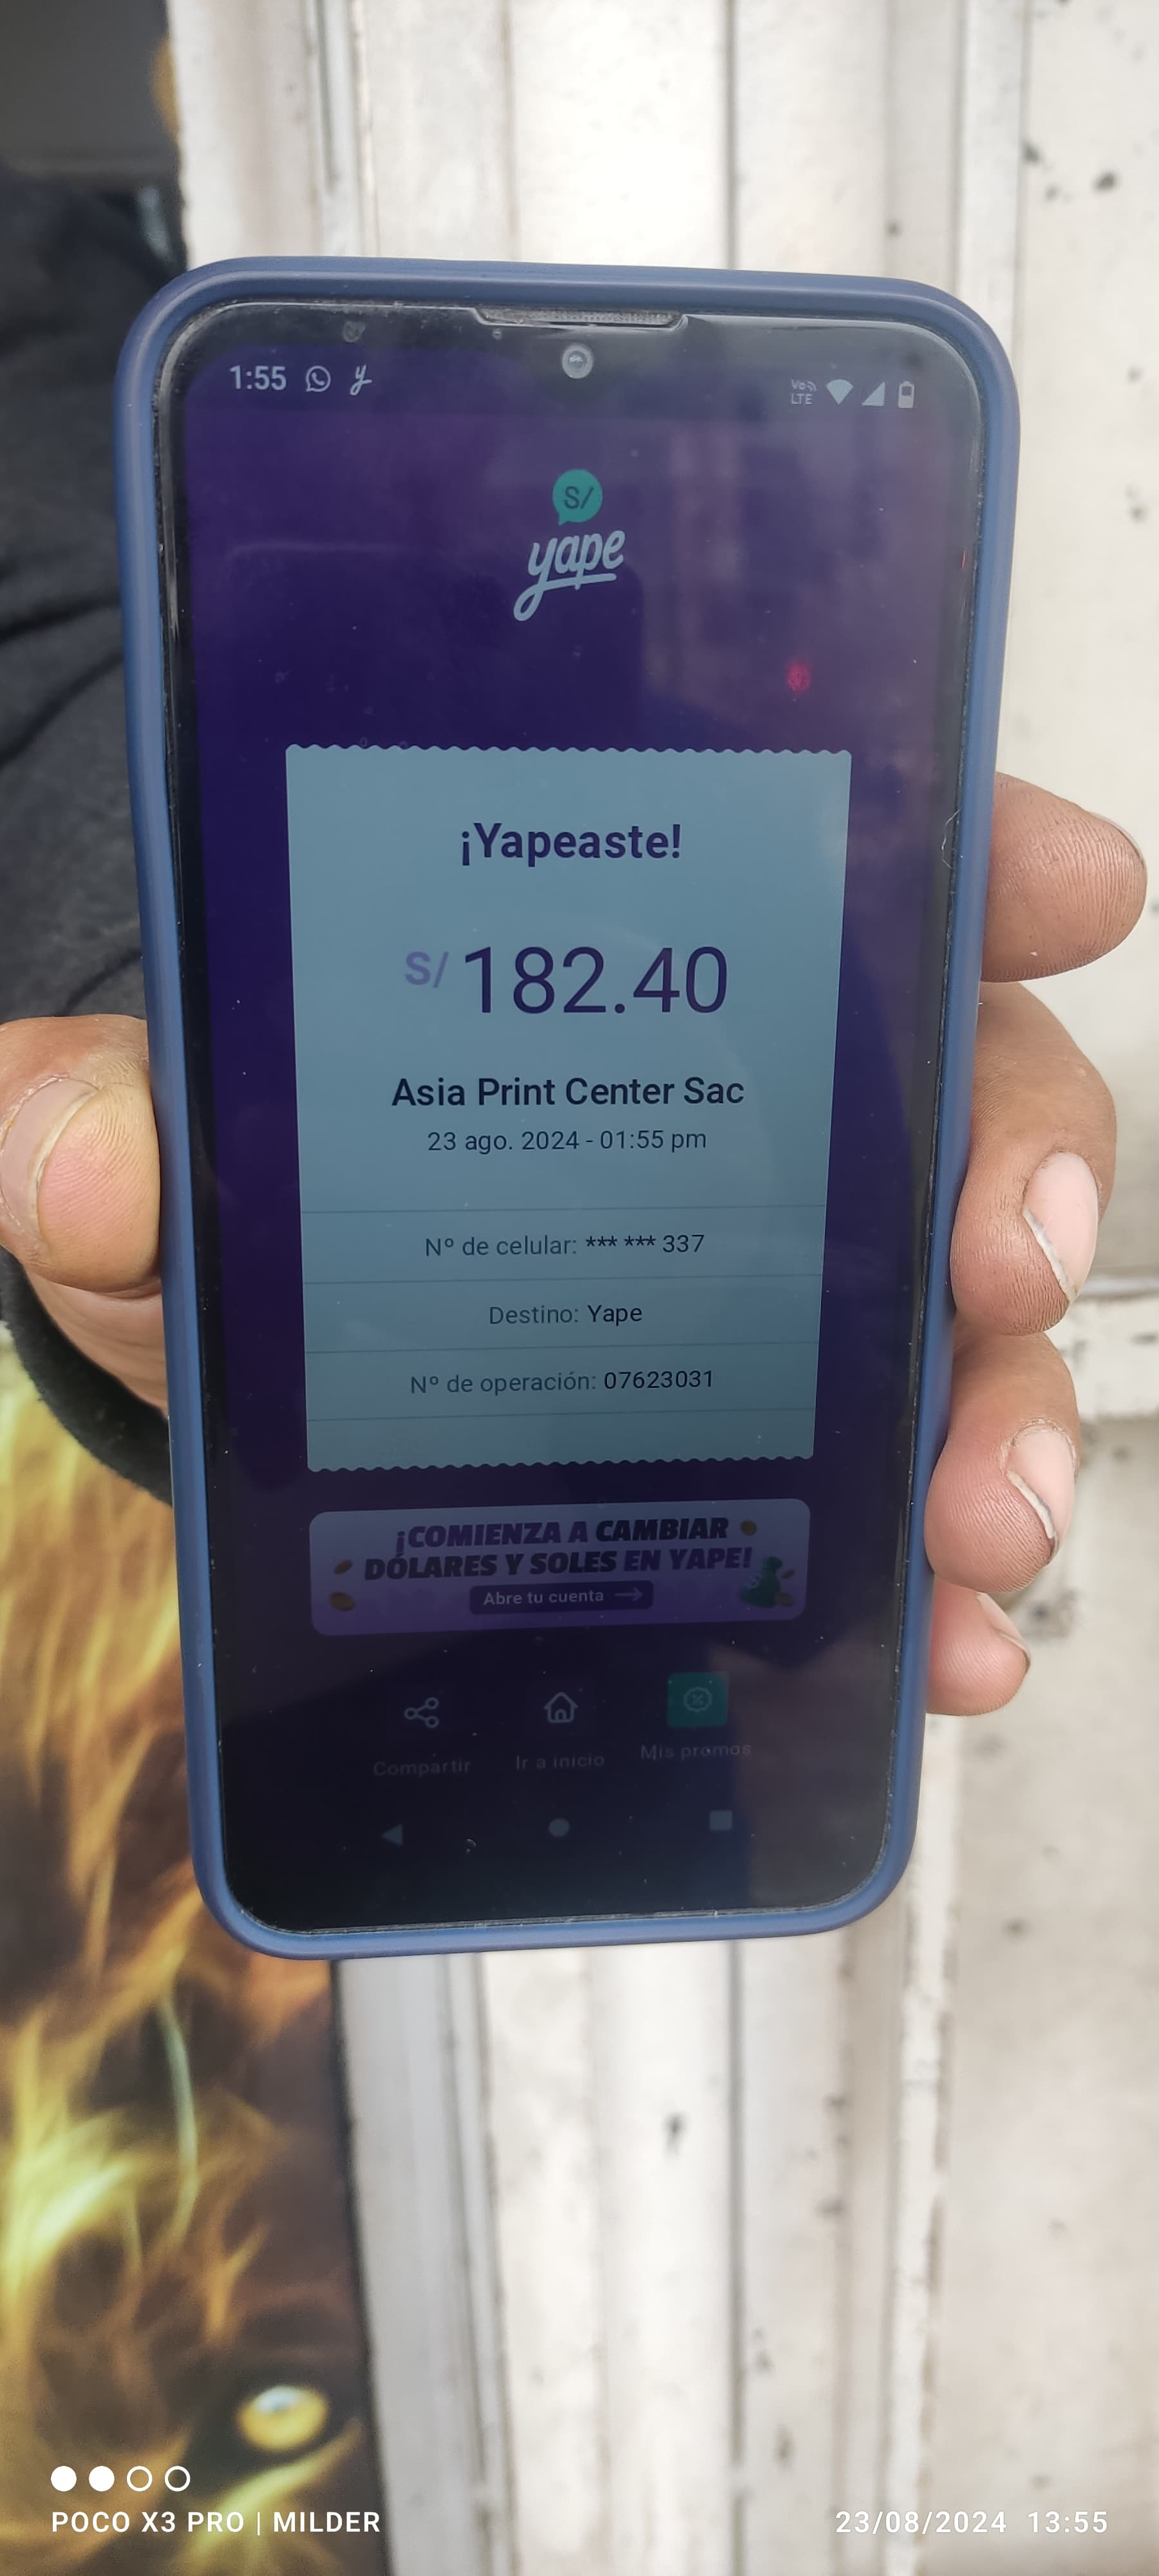 1:55
Vo))
LTE
S/
yape
¡Yapeaste!
S/ 182.40
Asia Print Center Sac
23 ago. 2024 - 01:55 pm
Nº de celular: *** *** 337
Destino: Yape
Nº de operación: 07623031
¡COMIENZA A CAMBIAR
DÓLARES Y SOLES EN YAPE!
Abre tu cuenta →
Compartir
Ir a inicio
Mis promos
POCO X3 PRO | MILDER
23/08/2024 13:55